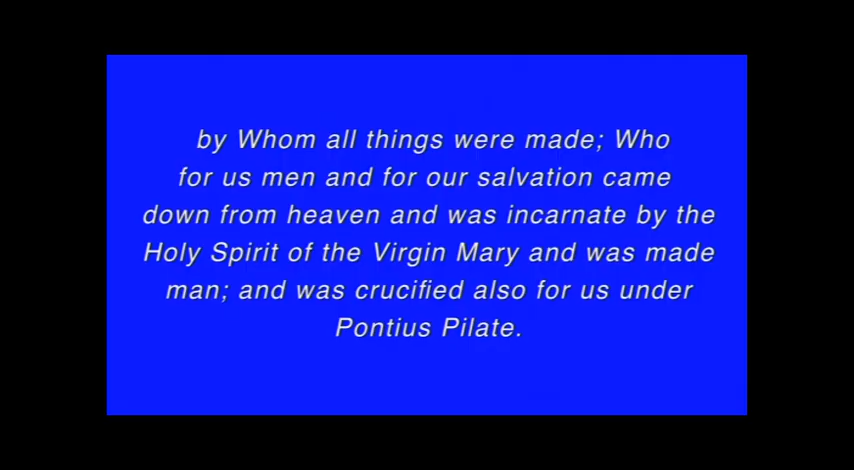 by Whom all things were made; Who
for us men and for our salvation came
down from heaven and was incarnate by the
Holy Spirit of the Virgin Mary and was made
man; and was crucified also for us under
Pontius Pilate.